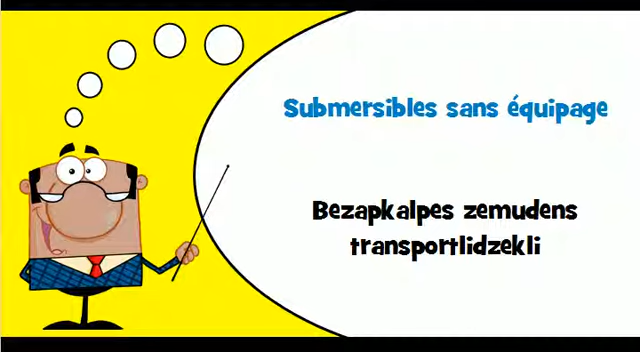 Submersibles sans équipage
Bezapkalpes zemudens
transportlidzekli